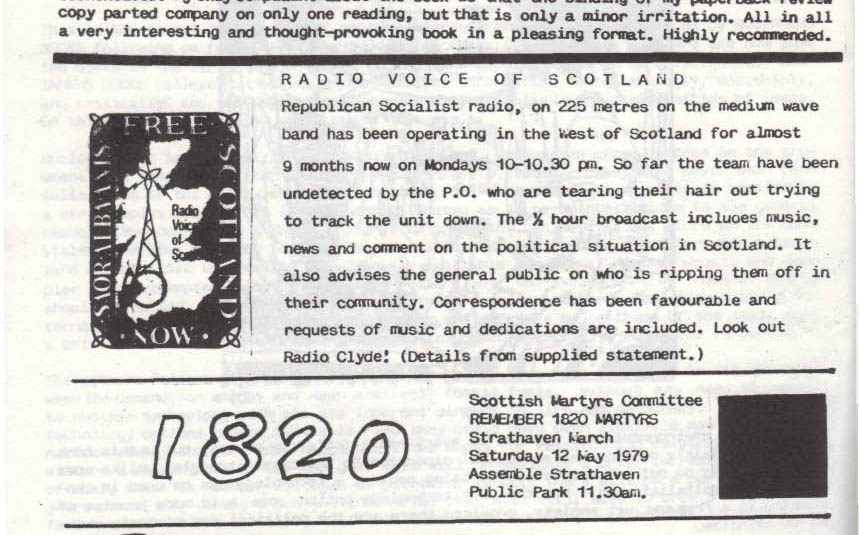 copy parted company on only one reading, but that is only a minor irritation. All in all
a very interesting and thought-provoking book in a pleasing format. Highly recommended.
RADIO VOICE OF SCOTLAND
Republican Socialist radio, on 225 metres on the medium wave
band has been operating in the West of Scotland for almost
9 months now on Mondays 10-10.30 pm. So far the team have been
undetected by the P.O. who are tearing their hair out trying
to track the unit down. The ½ hour broadcast includes music,
news and comment on the political situation in Scotland. It
also advises the general public on who is ripping them off in
their community. Correspondence has been favourable and
requests of music and dedications are included. Look out
Radio Clyde! (Details from supplied statement.)
FREE
SCOTLAND
NOW
SAOR ALBA
Radio
Voice
of
1820
Scottish Martyrs Committee
REMEMBER 1820 MARTYRS
Strathaven March
Saturday 12 May 1979
Assemble Strathaven
Public Park 11.30am.